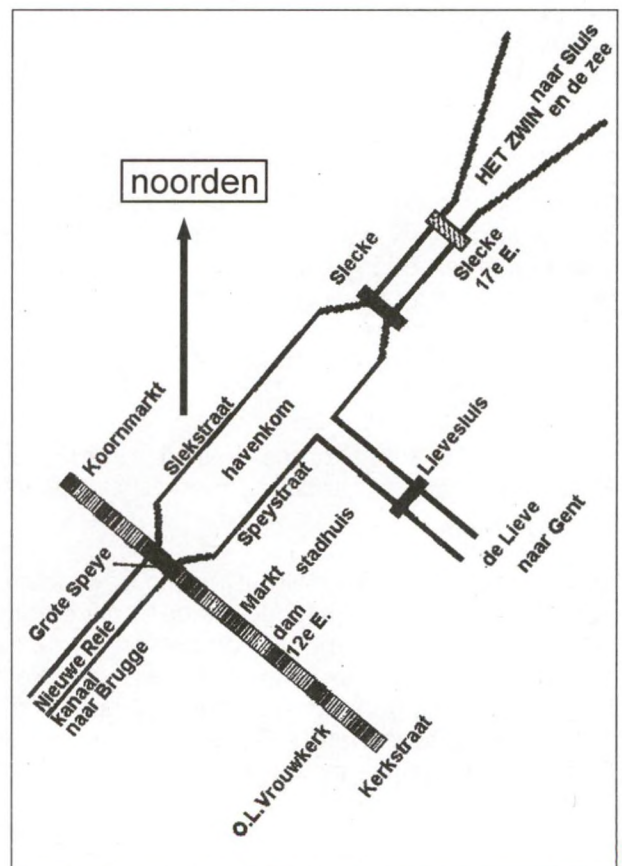 HET ZWIN naar Sluis
en de zee
noorden
Slecke
Slecke
17e E.
Koornmarkt
Slekstraat
havenkom
Speystraat
Lievesluis
de Lieve
naar Gent
Grote Speye
Markt stadhuis
dam
12e E.
Nieuwe Reie
kanaal
naar Brugge
O.L.Vrouwkerk
Kerkstraat